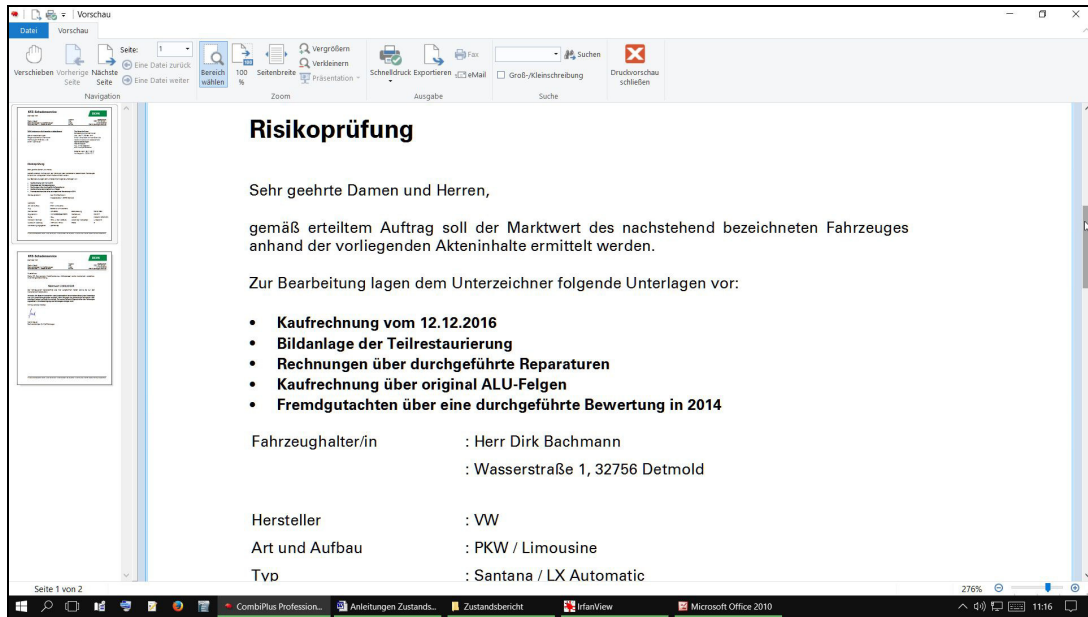 Vorschau
Datei Vorschau
Verschieben
Vorherige Seite
Nächste Seite
Seite: 1
Eine Datei zurück
Eine Datei weiter
Navigation
Bereich wählen
100 %
Seitenbreite
Vergrößern
Verkleinern
Präsentation
Zoom
Schnelldruck
Exportieren
Fax
eMail
Ausgabe
Suchen
Groß-/Kleinschreibung
Suche
Druckvorschau schließen
Risikoprüfung
Sehr geehrte Damen und Herren,
gemäß erteiltem Auftrag soll der Marktwert des nachstehend bezeichneten Fahrzeuges
anhand der vorliegenden Akteninhalte ermittelt werden.
Zur Bearbeitung lagen dem Unterzeichner folgende Unterlagen vor:
• Kaufrechnung vom 12.12.2016
• Bildanlage der Teilrestaurierung
• Rechnungen über durchgeführte Reparaturen
• Kaufrechnung über original ALU-Felgen
• Fremdgutachten über eine durchgeführte Bewertung in 2014
Fahrzeughalter/in : Herr Dirk Bachmann
: Wasserstraße 1, 32756 Detmold
Hersteller : VW
Art und Aufbau : PKW / Limousine
Typ : Santana / LX Automatic
Seite 1 von 2
276%
CombiPlus Profession... Anleitungen Zustands... Zustandsbericht IrfanView Microsoft Office 2010 11:16